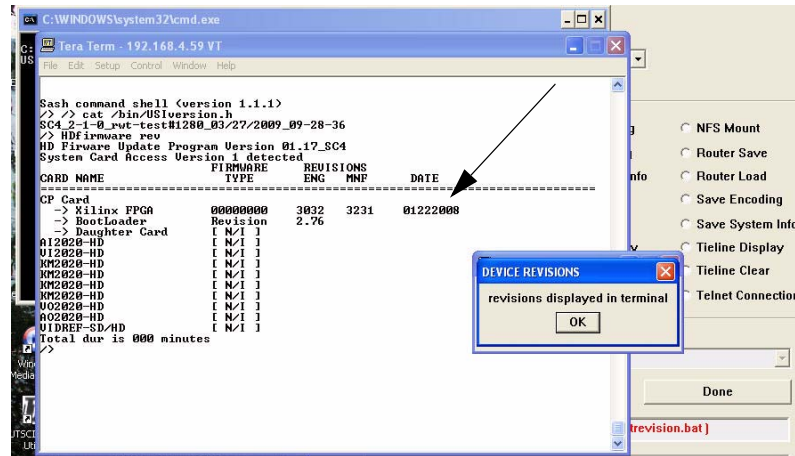 C:\WINDOWS\system32\cmd.exe
C:
US
Tera Term - 192.168.4.59 VT
File Edit Setup Control Window Help
Sash command shell (version 1.1.1)
/> /> cat /bin/USIversion.h
SC4_2-1-0_rwt-test#1280_03/27/2009_09-28-36
/> HDfirmware rev
HD Firware Update Program Version 01.17_SC4
System Card Access Version 1 detected
FIRMWARE REVISIONS
CARD NAME TYPE ENG MNF DATE
CP Card
-> Xilinx FPGA 00000000 3032 3231 01222008
-> BootLoader Revision 2.76
-> Daughter Card [ N/I ]
AI2020-HD [ N/I ]
VI2020-HD [ N/I ]
KM2020-HD [ N/I ]
KM2020-HD [ N/I ]
KM2020-HD [ N/I ]
KM2020-HD [ N/I ]
VO2020-HD [ N/I ]
AO2020-HD [ N/I ]
VIDREF-SD/HD [ N/I ]
Total dur is 000 minutes
/>
DEVICE REVISIONS
revisions displayed in terminal
OK
NFS Mount
Router Save
nfo Router Load
Save Encoding
Save System Info
Tieline Display
Tieline Clear
Telnet Connection
Done
trevision.bat )
Win
Media
UTSCI
Uti